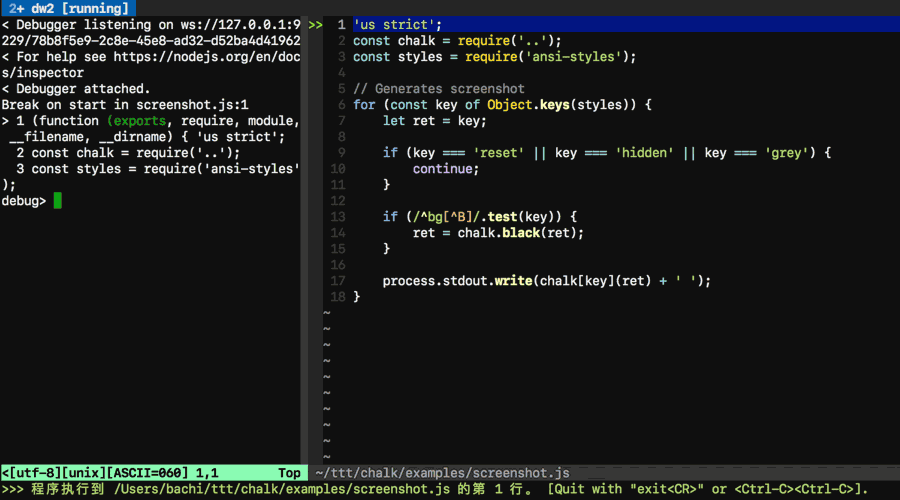 2+ dw2 [running]
< Debugger listening on ws://127.0.0.1:9
229/78b8f5e9-2c8e-45e8-ad32-d52ba4d41962
< For help see https://nodejs.org/en/doc
s/inspector
< Debugger attached.
Break on start in screenshot.js:1
> 1 (function (exports, require, module,
 __filename, __dirname) { 'us strict';
  2 const chalk = require('..');
  3 const styles = require('ansi-styles'
);
debug>
>> 1 'us strict';
2 const chalk = require('..');
3 const styles = require('ansi-styles');
4
5 // Generates screenshot
6 for (const key of Object.keys(styles)) {
7     let ret = key;
8
9     if (key === 'reset' || key === 'hidden' || key === 'grey') {
10         continue;
11     }
12
13     if (/^bg[^B]/.test(key)) {
14         ret = chalk.black(ret);
15     }
16
17     process.stdout.write(chalk[key](ret) + ' ');
18 }
~
~
~
~
~
~
~
~
~
~
<[utf-8][unix][ASCII=060] 1,1 Top
~/ttt/chalk/examples/screenshot.js
>>> 程序执行到 /Users/bachi/ttt/chalk/examples/screenshot.js 的第 1 行。 [Quit with "exit<CR>" or <Ctrl-C><Ctrl-C>].